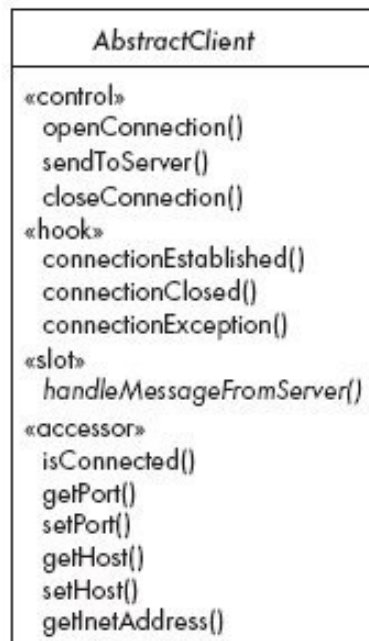 AbstractClient
«control»
openConnection()
sendToServer()
closeConnection()
«hook»
connectionEstablished()
connectionClosed()
connectionException()
«slot»
handleMessageFromServer()
«accessor»
isConnected()
getPort()
setPort()
getHost()
setHost()
getInetAddress()